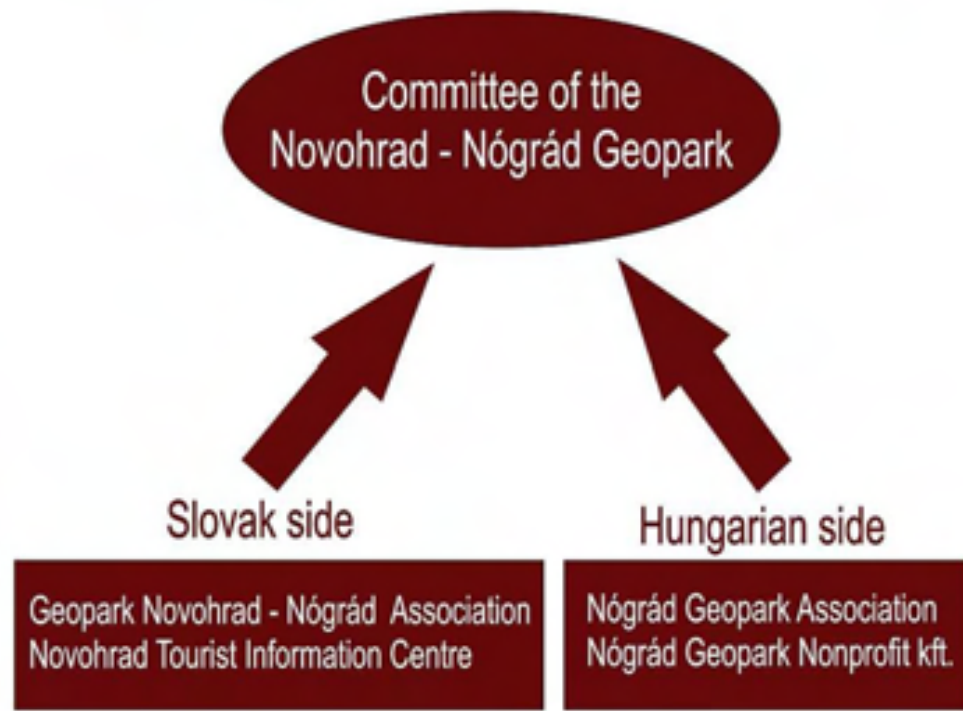 Committee of the
Novohrad - Nógrád Geopark
Slovak side
Hungarian side
Geopark Novohrad - Nógrád Association
Novohrad Tourist Information Centre
Nógrád Geopark Association
Nógrád Geopark Nonprofit kft.